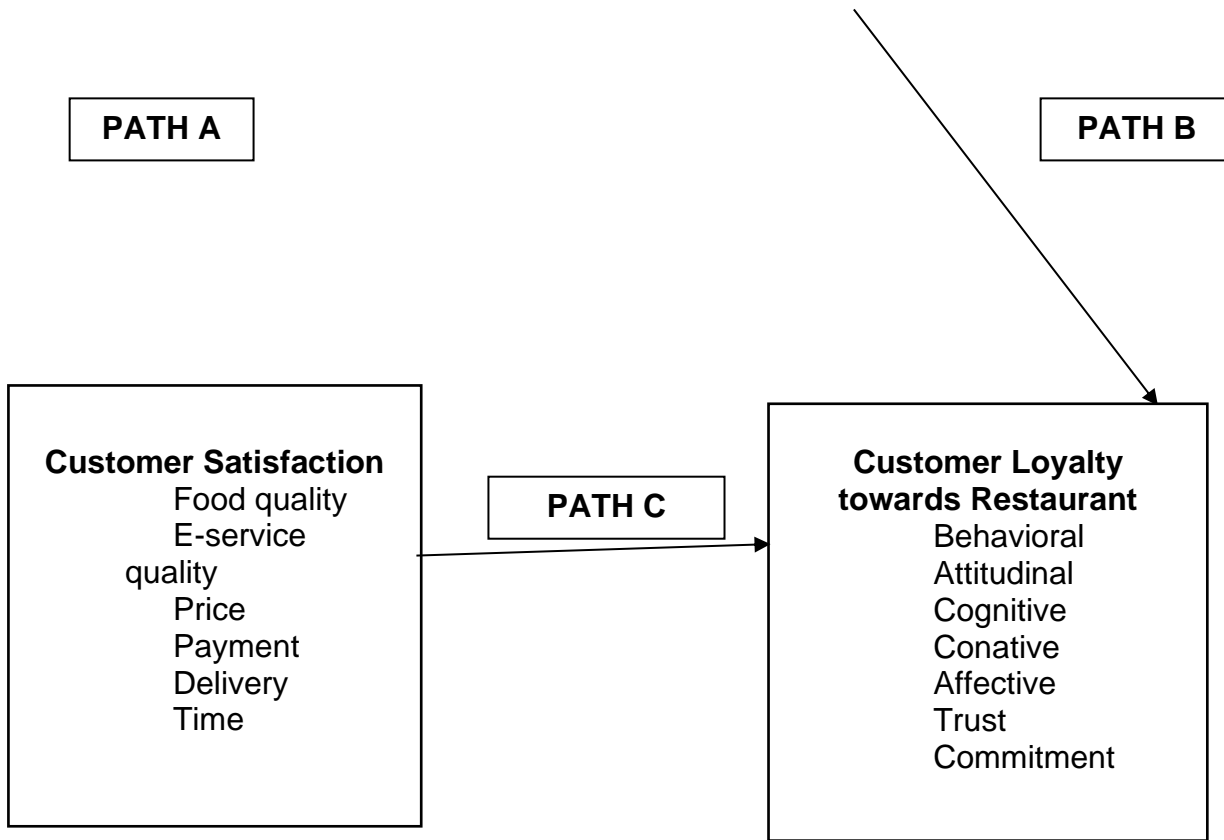 PATH A
PATH B
Customer Satisfaction
Food quality
E-service
quality
Price
Payment
Delivery
Time
PATH C
Customer Loyalty
towards Restaurant
Behavioral
Attitudinal
Cognitive
Conative
Affective
Trust
Commitment